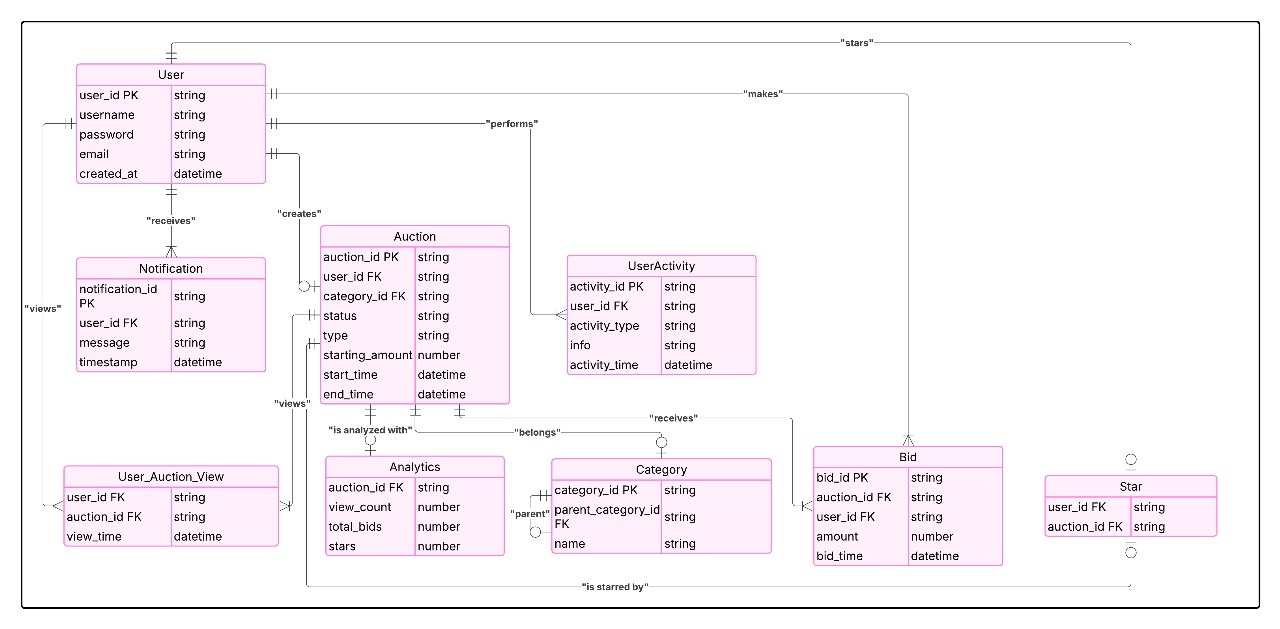 "stars"
User
user_id PK string
username string
password string
email string
created_at datetime
"makes"
"performs"
"creates"
"receives"
"views"
Notification
notification_id
PK
string
user_id FK string
message string
timestamp datetime
Auction
auction_id PK string
user_id FK string
category_id FK string
status string
type string
starting_amount number
start_time datetime
end_time datetime
UserActivity
activity_id PK string
user_id FK string
activity_type string
info string
activity_time datetime
"views"
"is analyzed with"
"belongs"
"receives"
User_Auction_View
user_id FK string
auction_id FK string
view_time datetime
Analytics
auction_id FK string
view_count number
total_bids number
stars number
Category
category_id PK string
parent_category_id
FK
string
name string
"parent"
Bid
bid_id PK string
auction_id FK string
user_id FK string
amount number
bid_time datetime
Star
user_id FK string
auction_id FK string
"is starred by"